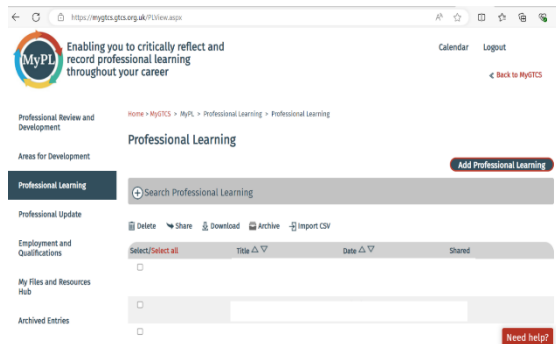 https://mygtcs.gtcs.org.uk/PLView.aspx
MyPL
Enabling you to critically reflect and
record professional learning
throughout your career
Calendar Logout
< Back to MyGTCS
Professional Review and
Development
Areas for Development
Professional Learning
Professional Update
Employment and
Qualifications
My Files and Resources
Hub
Archived Entries
Home > MyGTCS > MyPL > Professional Learning > Professional Learning
Professional Learning
Add Professional Learning
Search Professional Learning
Delete Share Download Archive Import CSV
Select/Select all Title Date Shared
Need help?